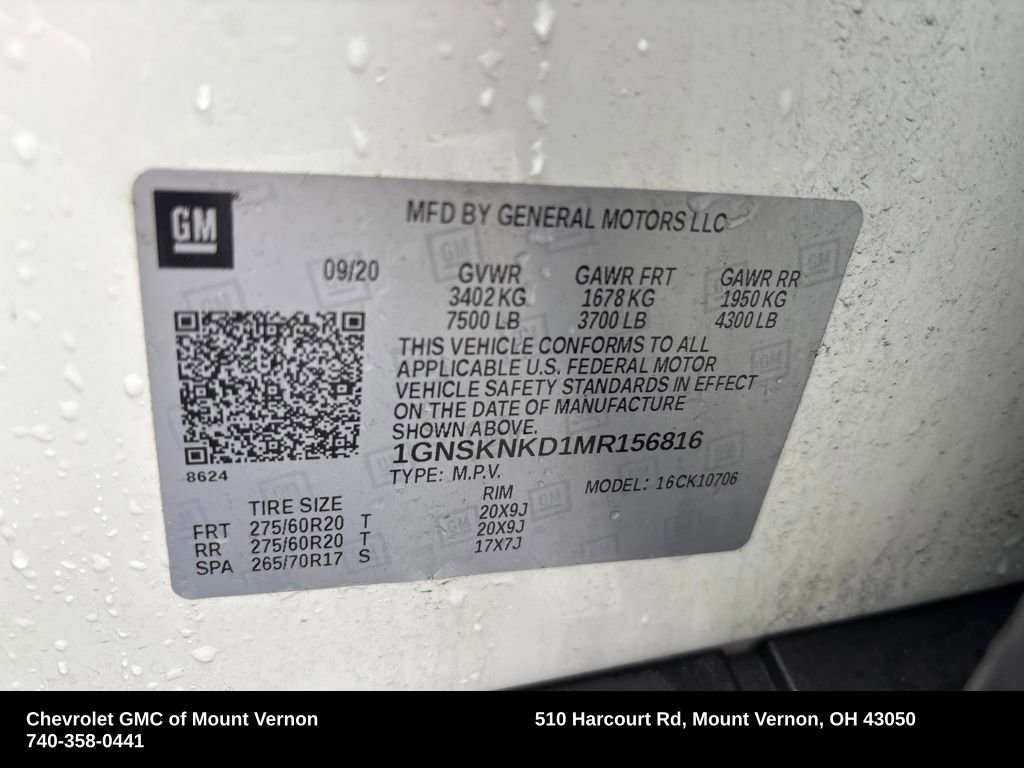 GM
MFD BY GENERAL MOTORS LLC
09/20 GVWR GAWR FRT GAWR RR
3402 KG 1678 KG 1950 KG
7500 LB 3700 LB 4300 LB
THIS VEHICLE CONFORMS TO ALL
APPLICABLE U.S. FEDERAL MOTOR
VEHICLE SAFETY STANDARDS IN EFFECT
ON THE DATE OF MANUFACTURE
SHOWN ABOVE.
1GNSKNKD1MR156816
8624
TYPE: M.P.V. MODEL: 16CK10706
TIRE SIZE RIM
FRT 275/60R20 T 20X9J
RR 275/60R20 T 20X9J
SPA 265/70R17 S 17X7J
Chevrolet GMC of Mount Vernon 510 Harcourt Rd, Mount Vernon, OH 43050
740-358-0441